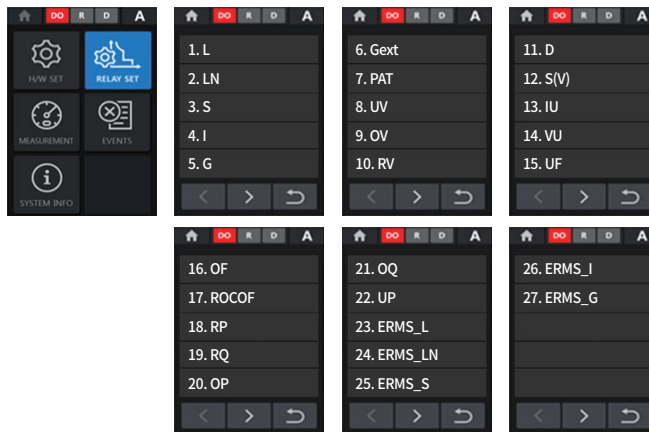 DO R D A
H/W SET RELAY SET
MEASUREMENT EVENTS
SYSTEM INFO
DO R D A
1. L
2. LN
3. S
4. I
5. G
DO R D A
6. Gext
7. PAT
8. UV
9. OV
10. RV
DO R D A
11. D
12. S(V)
13. IU
14. VU
15. UF
DO R D A
16. OF
17. ROCOF
18. RP
19. RQ
20. OP
DO R D A
21. OQ
22. UP
23. ERMS_L
24. ERMS_LN
25. ERMS_S
DO R D A
26. ERMS_I
27. ERMS_G